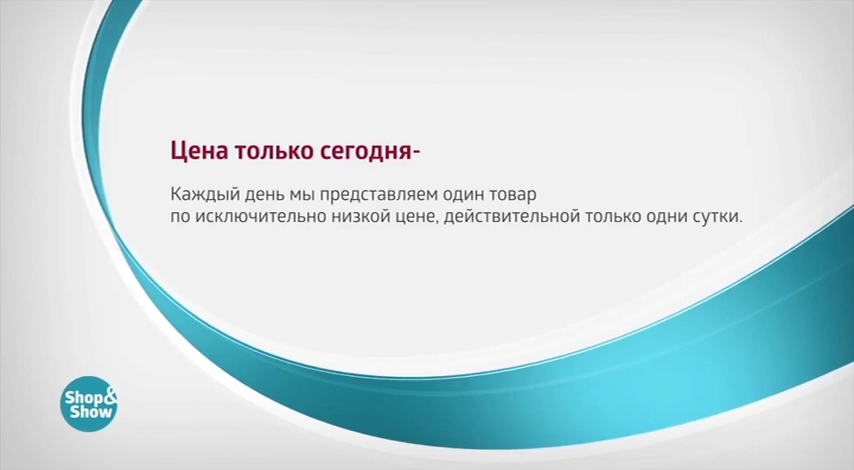 Цена только сегодня-
Каждый день мы представляем один товар
по исключительно низкой цене, действительной только одни сутки.
Shop&
Show